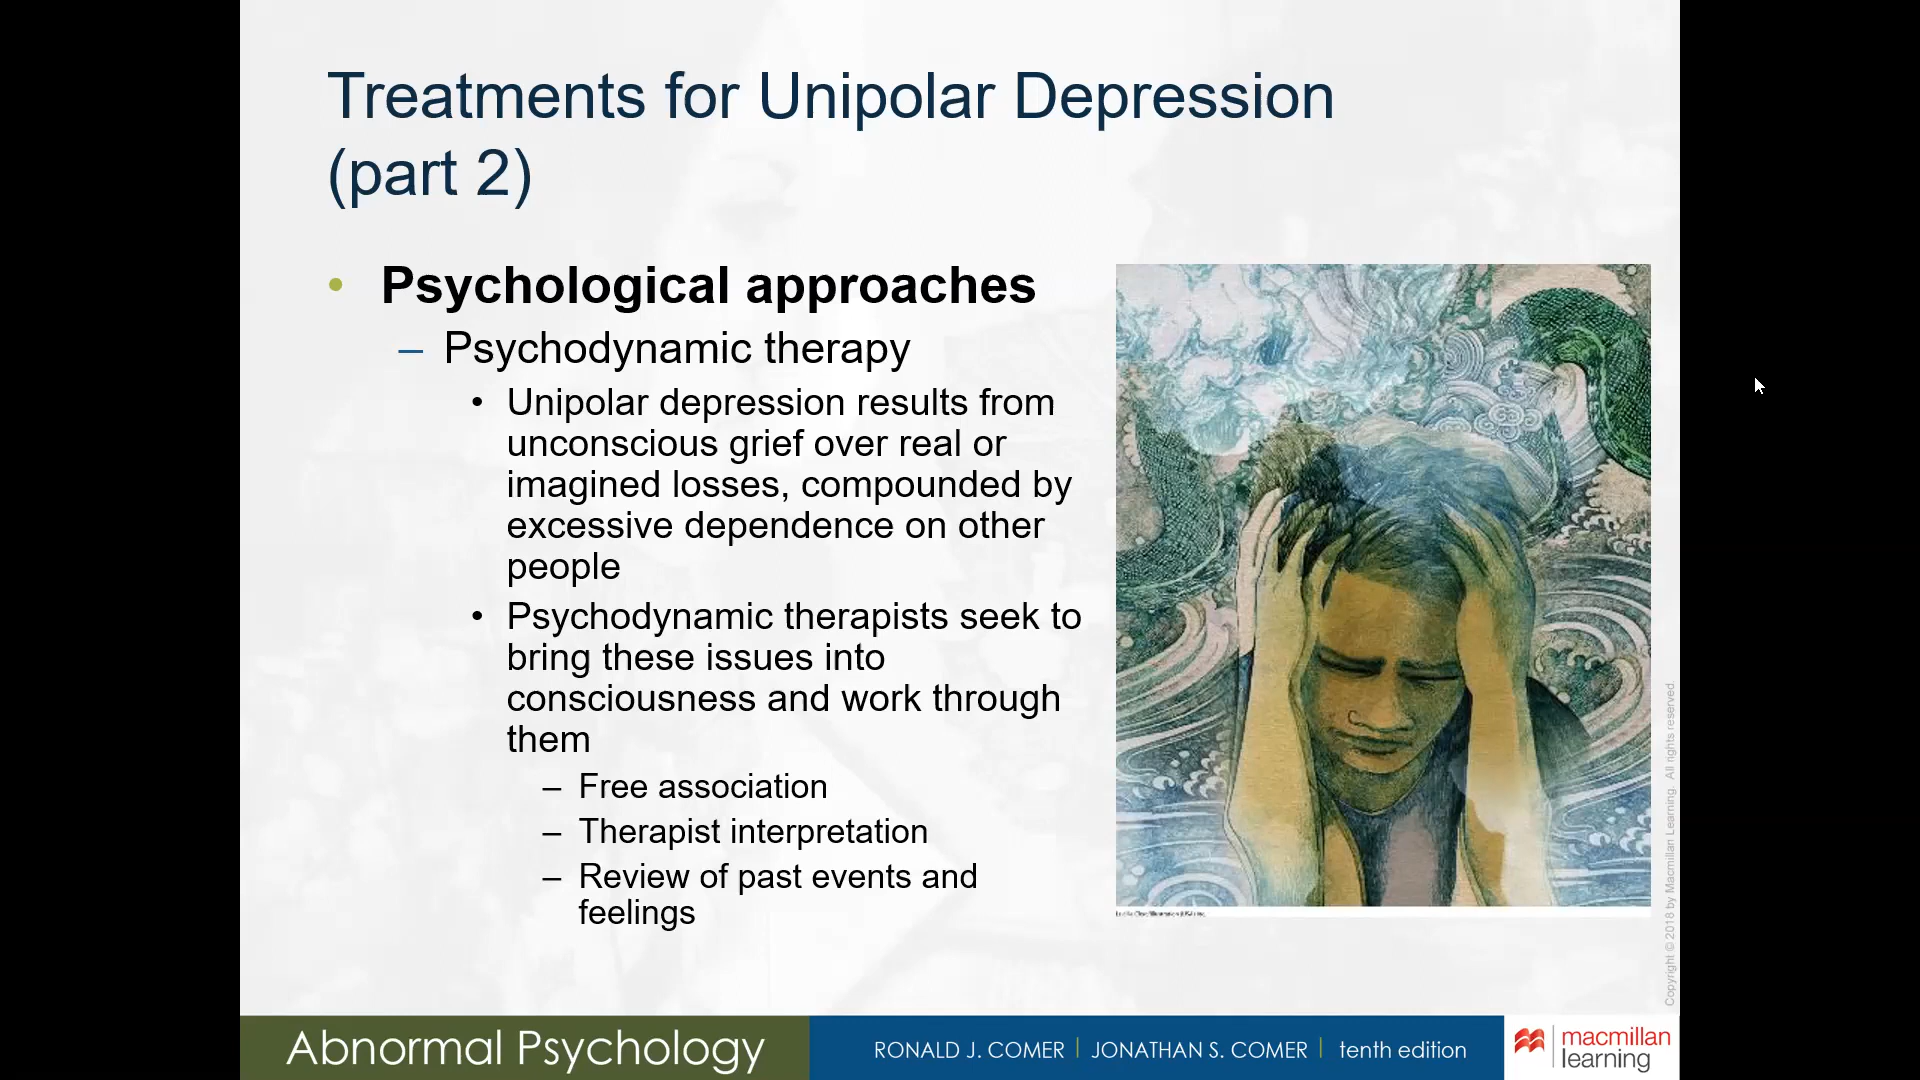 Treatments for Unipolar Depression
(part 2)
• Psychological approaches
– Psychodynamic therapy
• Unipolar depression results from
unconscious grief over real or
imagined losses, compounded by
excessive dependence on other
people
• Psychodynamic therapists seek to
bring these issues into
consciousness and work through
them
– Free association
– Therapist interpretation
– Review of past events and
feelings
Copyright © 2018 by Macmillan Learning. All rights reserved.
Abnormal Psychology
RONALD J. COMER | JONATHAN S. COMER | tenth edition
macmillan
learning